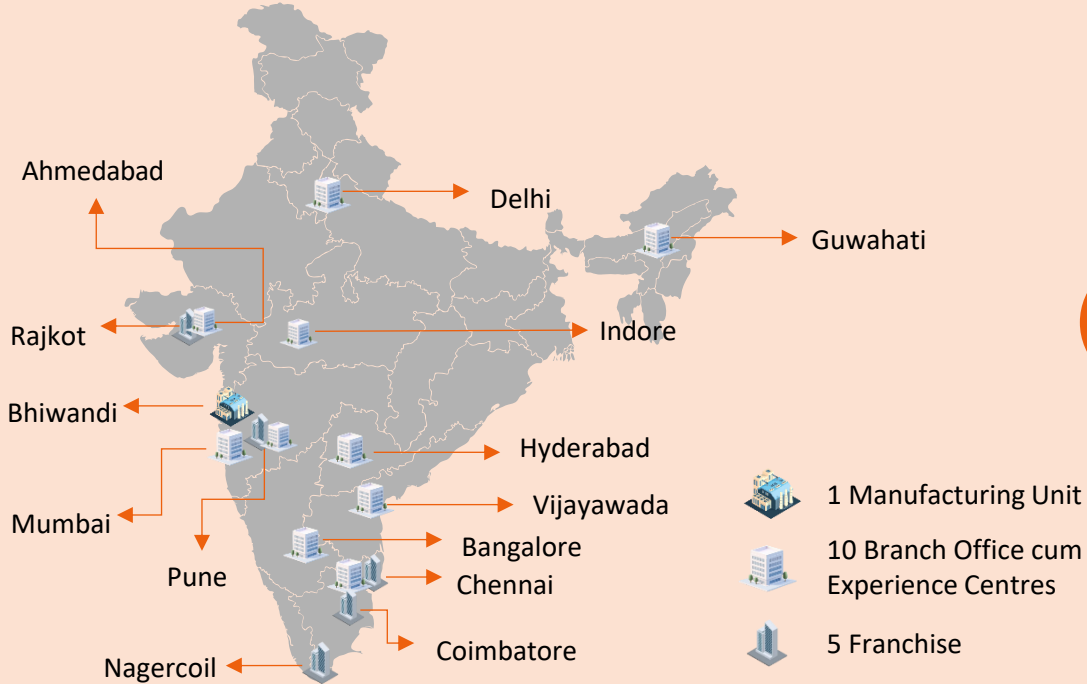 Ahmedabad
Delhi
Guwahati
Rajkot
Indore
Bhiwandi
Hyderabad
Mumbai
Vijayawada
Bangalore
Pune
Chennai
Coimbatore
Nagercoil
1 Manufacturing Unit
10 Branch Office cum
Experience Centres
5 Franchise